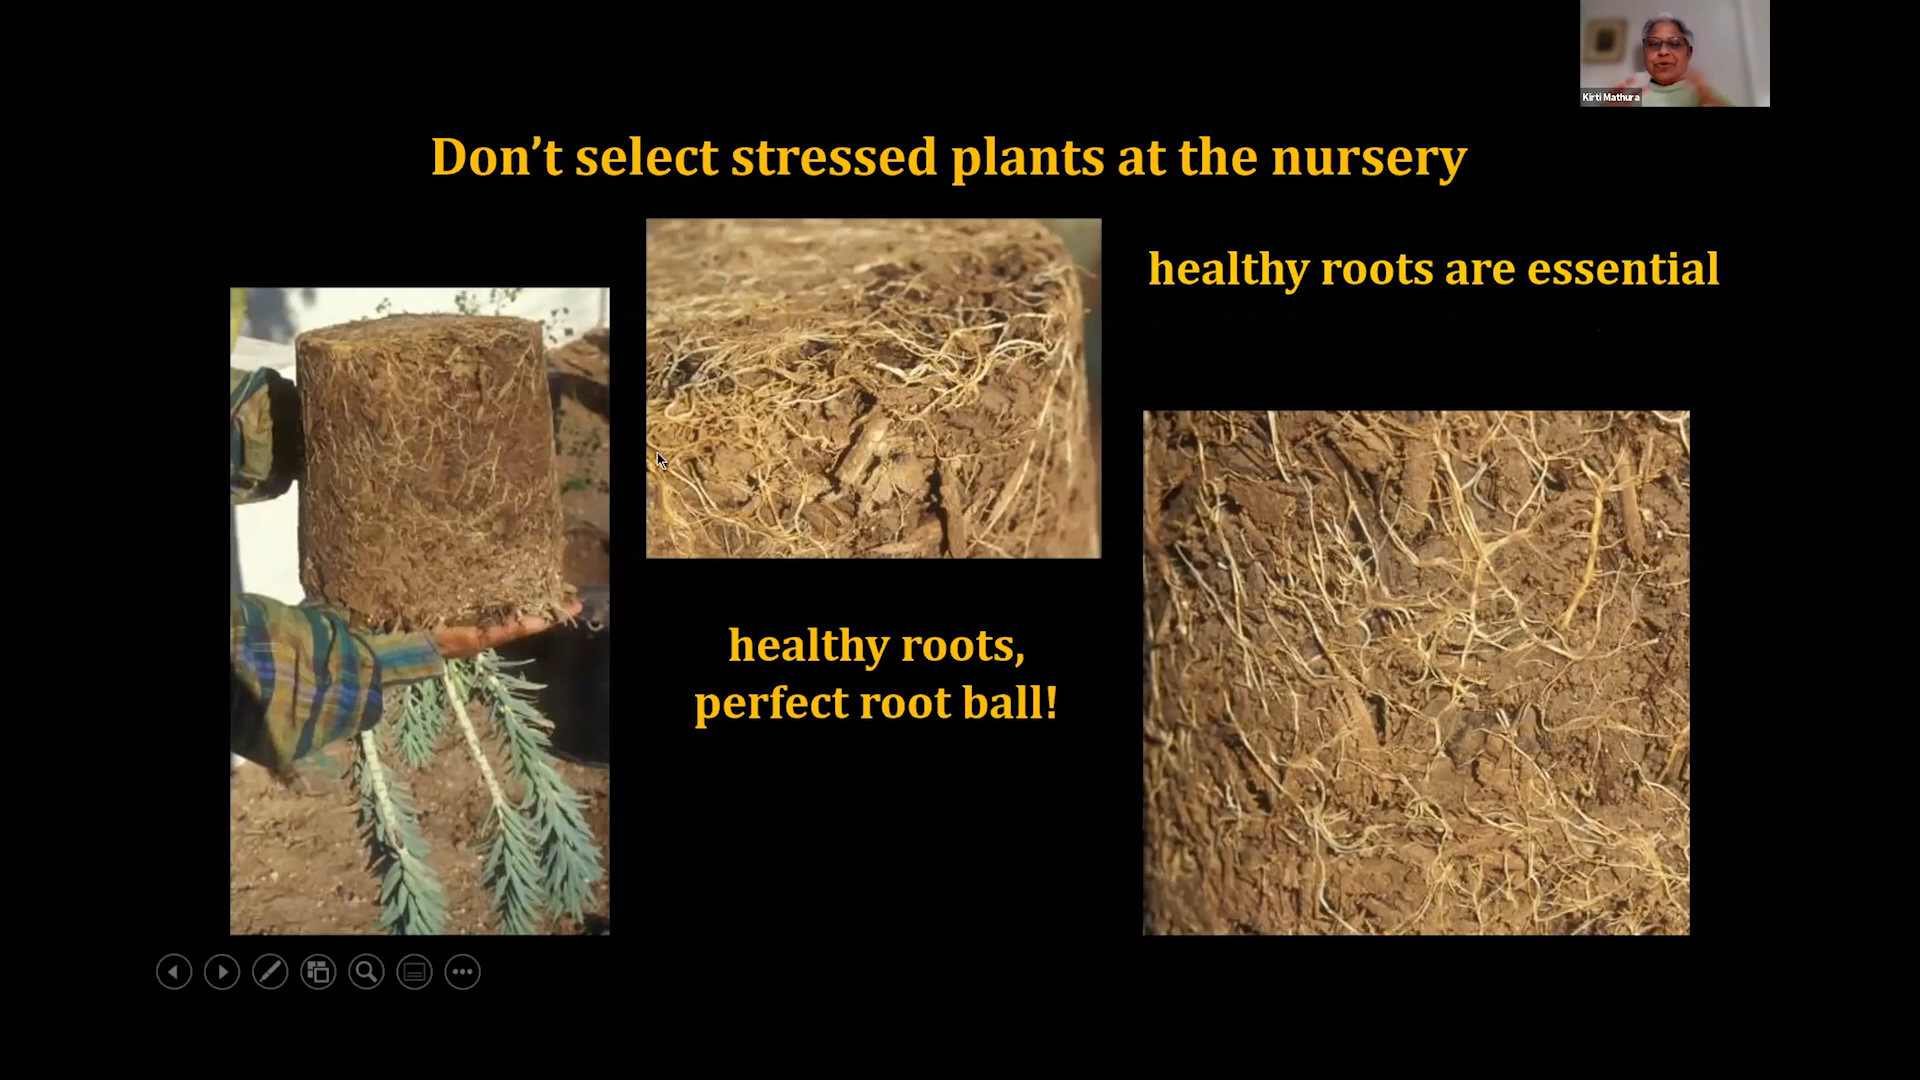 Kirti Mathura
Don’t select stressed plants at the nursery
healthy roots are essential
healthy roots,
perfect root ball!